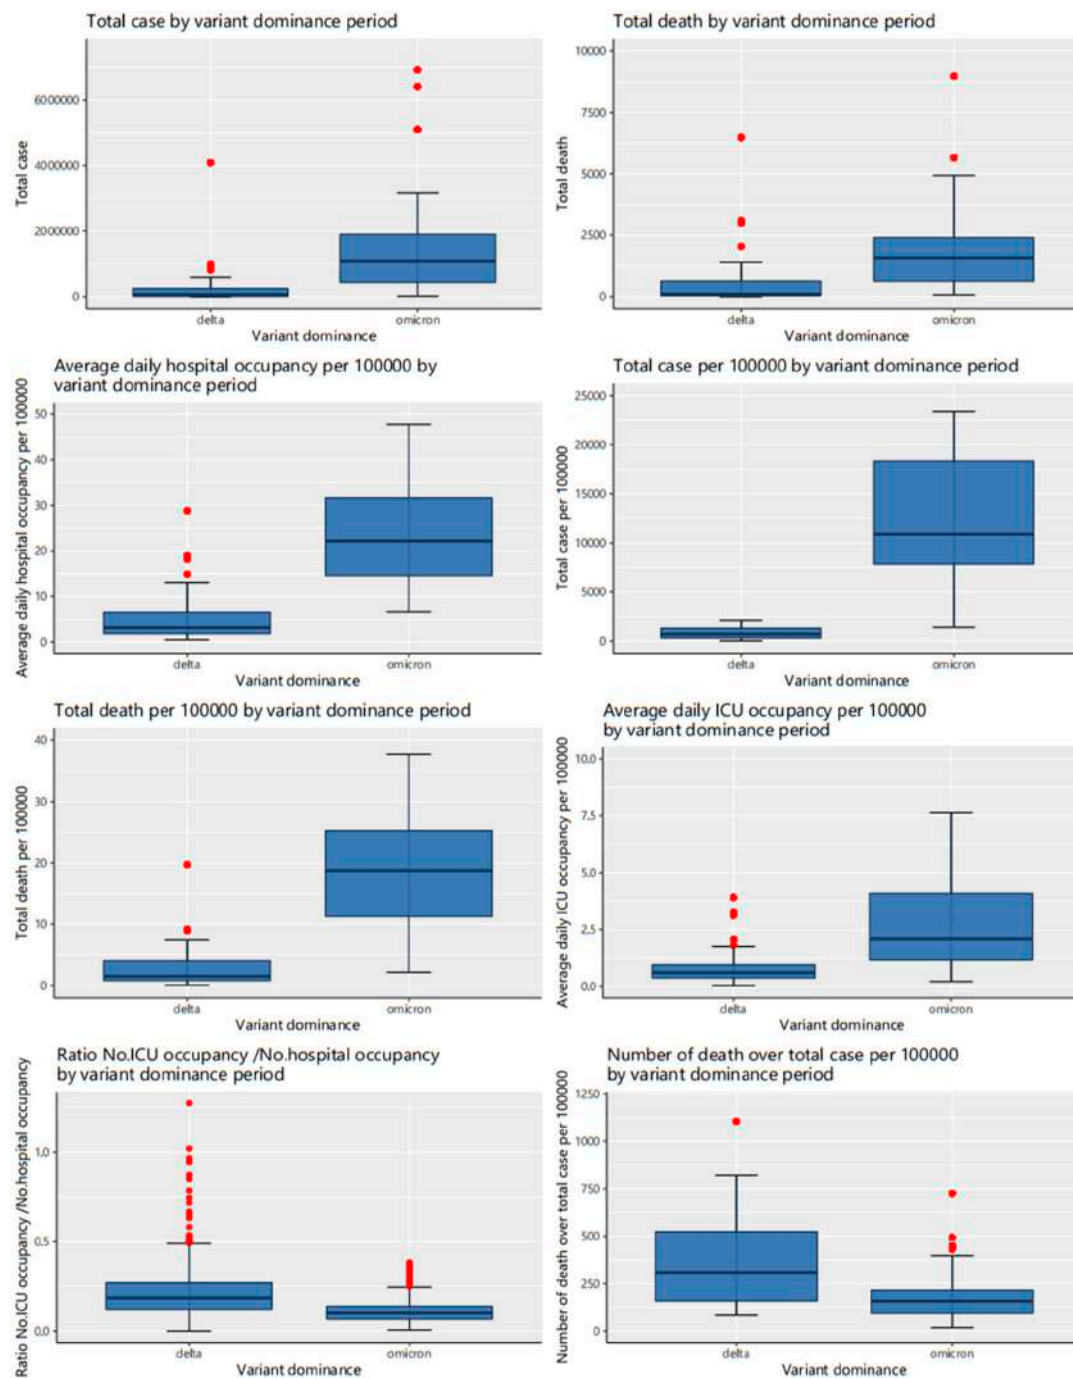 Total case by variant dominance period
Total case
6000000
4000000
2000000
0
delta
omicron
Variant dominance
Total death by variant dominance period
Total death
10000
7500
5000
2500
0
delta
omicron
Variant dominance
Average daily hospital occupancy per 100000 by
variant dominance period
Average daily hospital occupancy per 100000
50
40
30
20
10
0
delta
omicron
Variant dominance
Total case per 100000 by variant dominance period
Total case per 100000
25000
20000
15000
10000
5000
0
delta
omicron
Variant dominance
Total death per 100000 by variant dominance period
Total death per 100000
40
30
20
10
0
delta
omicron
Variant dominance
Average daily ICU occupancy per 100000
by variant dominance period
Average daily ICU occupancy per 100000
10.0
7.5
5.0
2.5
0.0
delta
omicron
Variant dominance
Ratio No.ICU occupancy /No.hospital occupancy
by variant dominance period
Ratio No.ICU occupancy /No.hospital occupancy
1.0
0.5
0.0
delta
omicron
Variant dominance
Number of death over total case per 100000
by variant dominance period
Number of death over total case per 100000
1250
1000
750
500
250
0
delta
omicron
Variant dominance